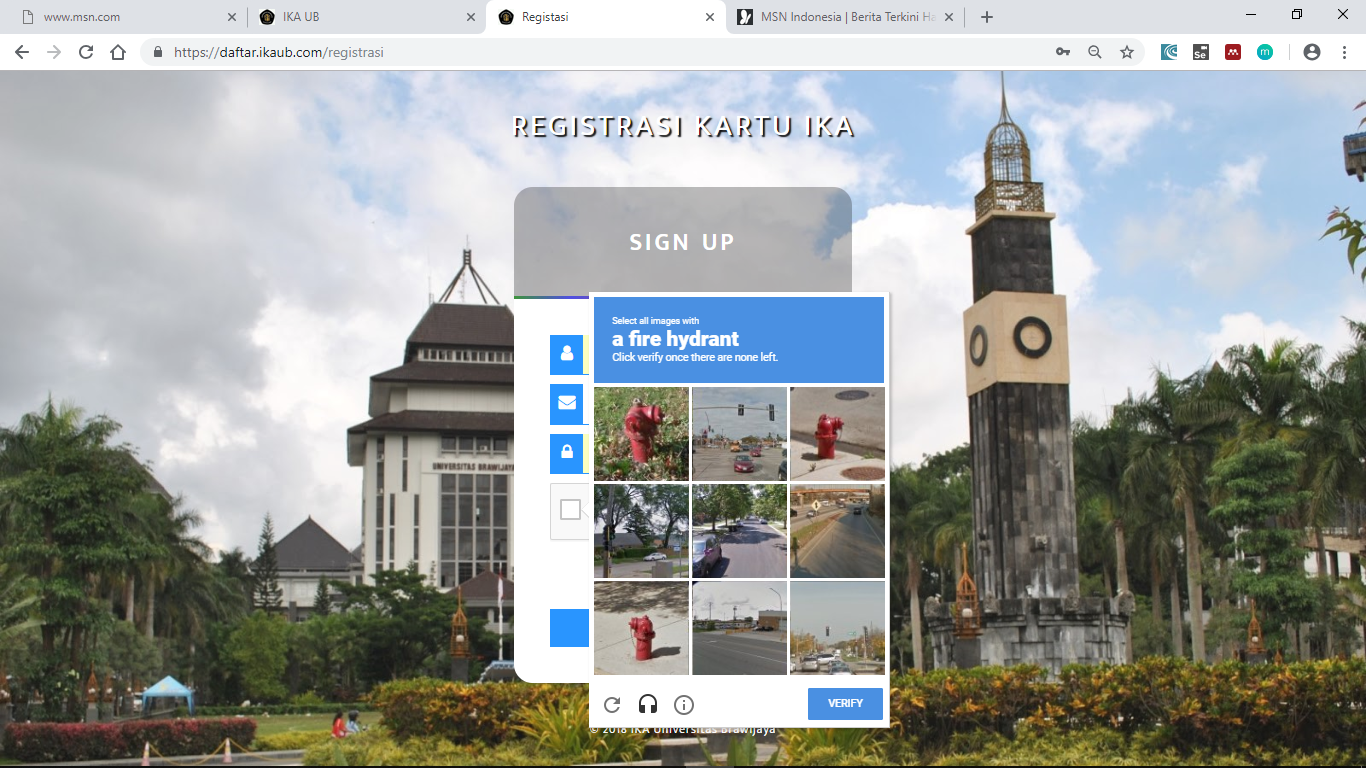 www.msn.com
IKA UB
Registasi
MSN Indonesia | Berita Terkini Ha
https://daftar.ikaub.com/registrasi
Se
m
REGISTRASI KARTU IKA
SIGN UP
UNIVERSITAS BRAWIJAYA
Select all images with
a fire hydrant
Click verify once there are none left.
VERIFY
© 2018 IKA Universitas Brawijaya